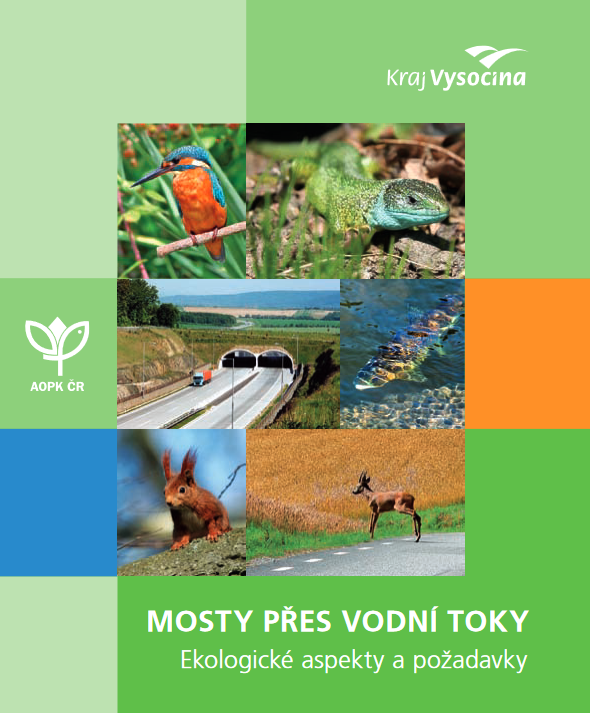 Kraj Vysočina
AOPK ČR
MOSTY PŘES VODNÍ TOKY
Ekologické aspekty a požadavky